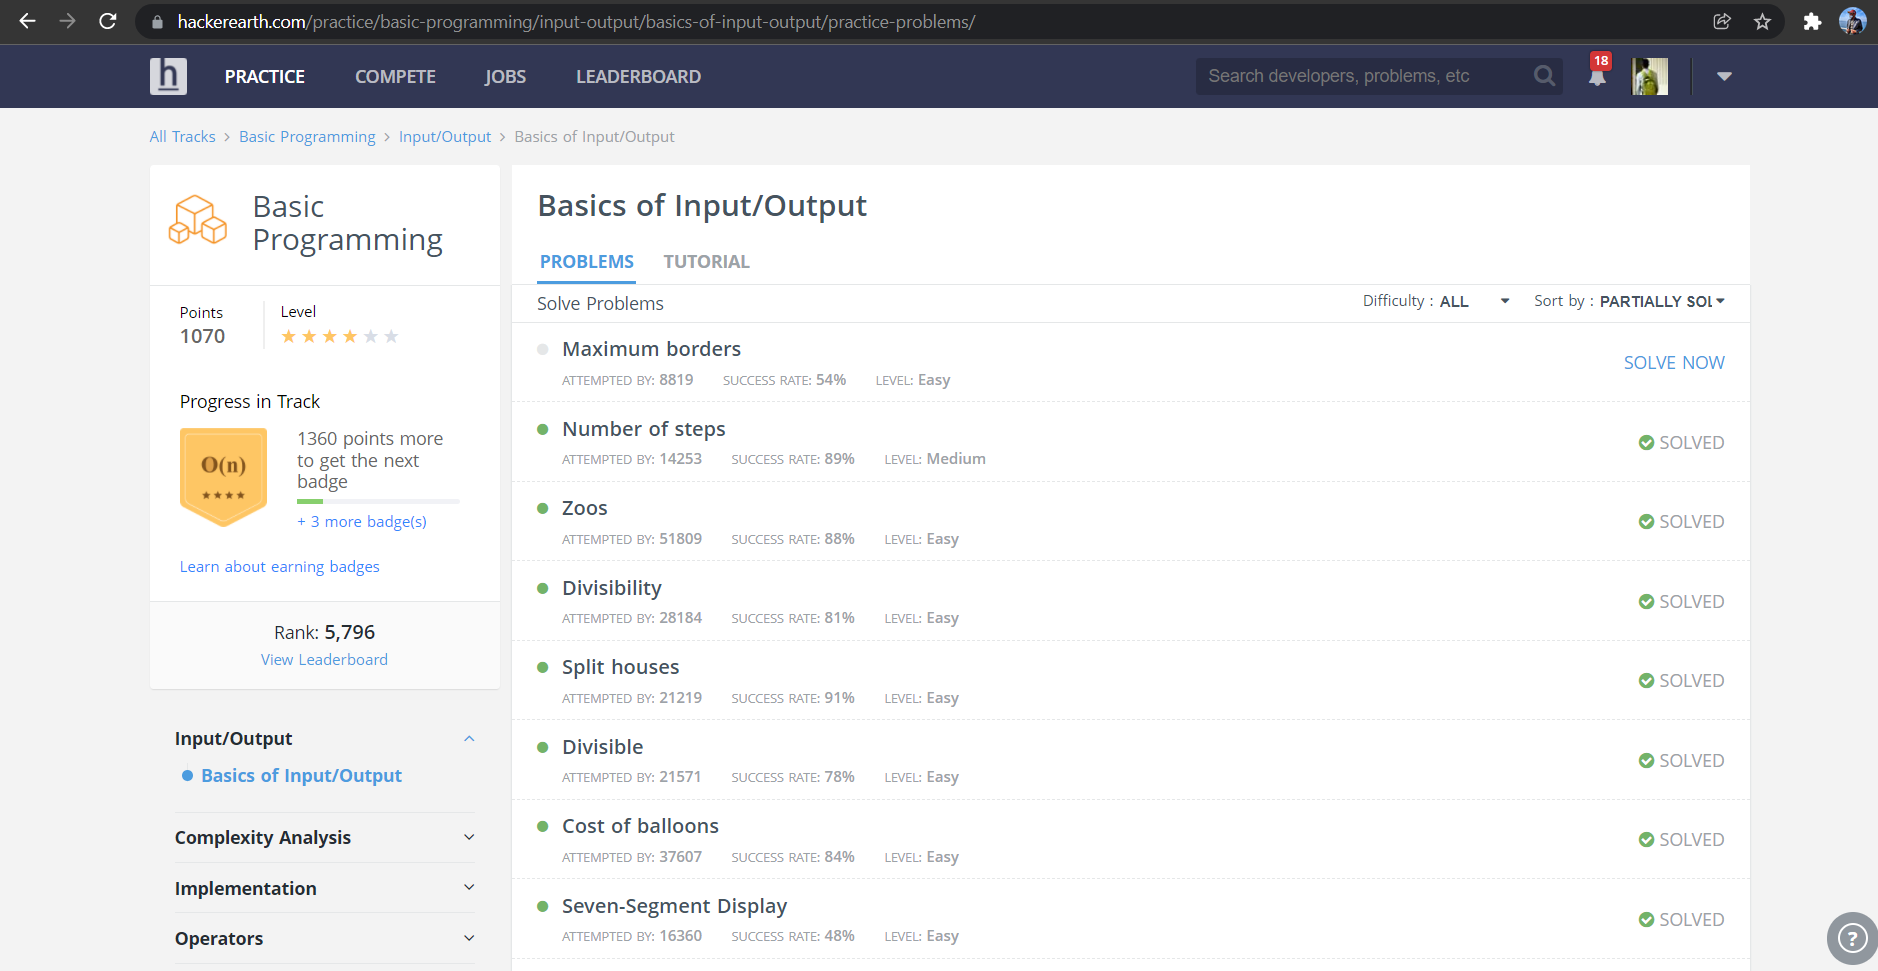 hackerearth.com/practice/basic-programming/input-output/basics-of-input-output/practice-problems/
h PRACTICE COMPETE JOBS LEADERBOARD Search developers, problems, etc 18
All Tracks > Basic Programming > Input/Output > Basics of Input/Output
Basic
Programming
Points
1070
Level
Progress in Track
O(n)
1360 points more
to get the next
badge
+ 3 more badge(s)
Learn about earning badges
Rank: 5,796
View Leaderboard
Input/Output
Basics of Input/Output
Complexity Analysis
Implementation
Operators
Basics of Input/Output
PROBLEMS TUTORIAL
Solve Problems Difficulty : ALL Sort by : PARTIALLY SOL
Maximum borders
ATTEMPTED BY: 8819 SUCCESS RATE: 54% LEVEL: Easy
SOLVE NOW
Number of steps
ATTEMPTED BY: 14253 SUCCESS RATE: 89% LEVEL: Medium
SOLVED
Zoos
ATTEMPTED BY: 51809 SUCCESS RATE: 88% LEVEL: Easy
SOLVED
Divisibility
ATTEMPTED BY: 28184 SUCCESS RATE: 81% LEVEL: Easy
SOLVED
Split houses
ATTEMPTED BY: 21219 SUCCESS RATE: 91% LEVEL: Easy
SOLVED
Divisible
ATTEMPTED BY: 21571 SUCCESS RATE: 78% LEVEL: Easy
SOLVED
Cost of balloons
ATTEMPTED BY: 37607 SUCCESS RATE: 84% LEVEL: Easy
SOLVED
Seven-Segment Display
ATTEMPTED BY: 16360 SUCCESS RATE: 48% LEVEL: Easy
SOLVED
?